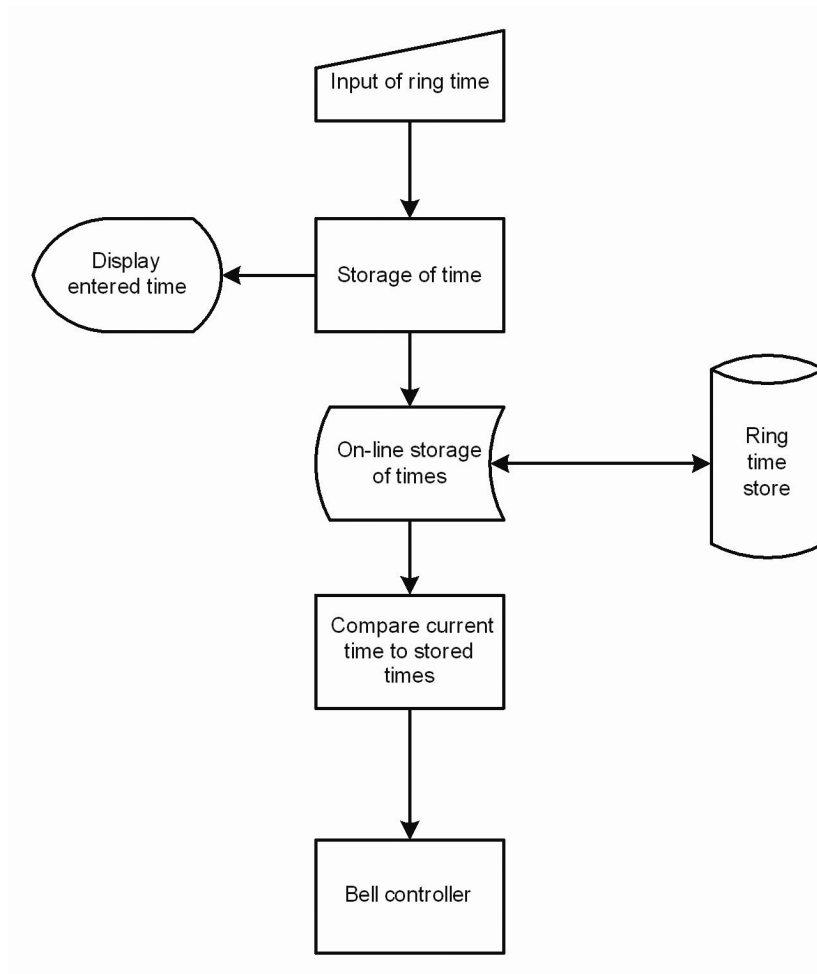 Input of ring time
Display
entered time
Storage of time
On-line storage
of times
Ring
time
store
Compare current
time to stored
times
Bell controller